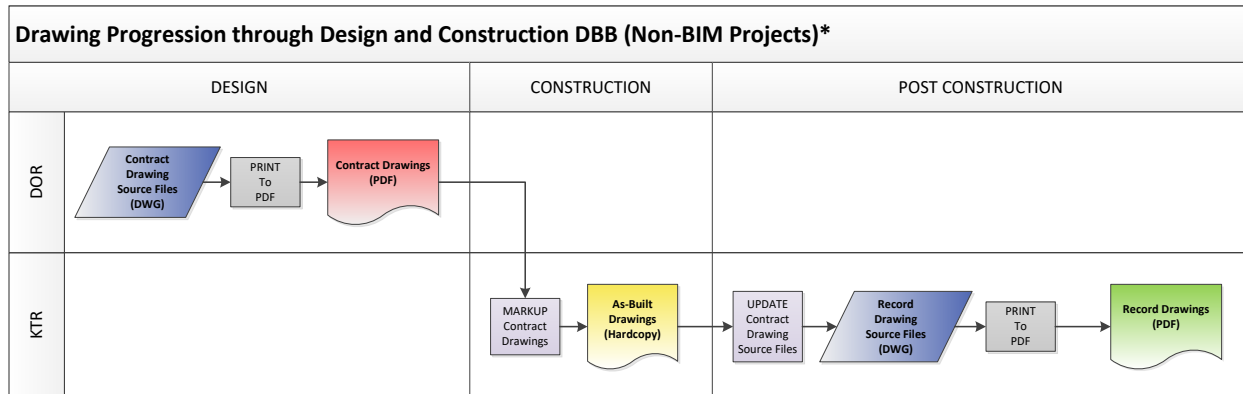 Drawing Progression through Design and Construction DBB (Non-BIM Projects)*
DESIGN
CONSTRUCTION
POST CONSTRUCTION
DOR
Contract
Drawing
Source Files
(DWG)
PRINT
To
PDF
Contract Drawings
(PDF)
KTR
MARKUP
Contract
Drawings
As-Built
Drawings
(Hardcopy)
UPDATE
Contract
Drawing
Source Files
Record
Drawing
Source Files
(DWG)
PRINT
To
PDF
Record Drawings
(PDF)